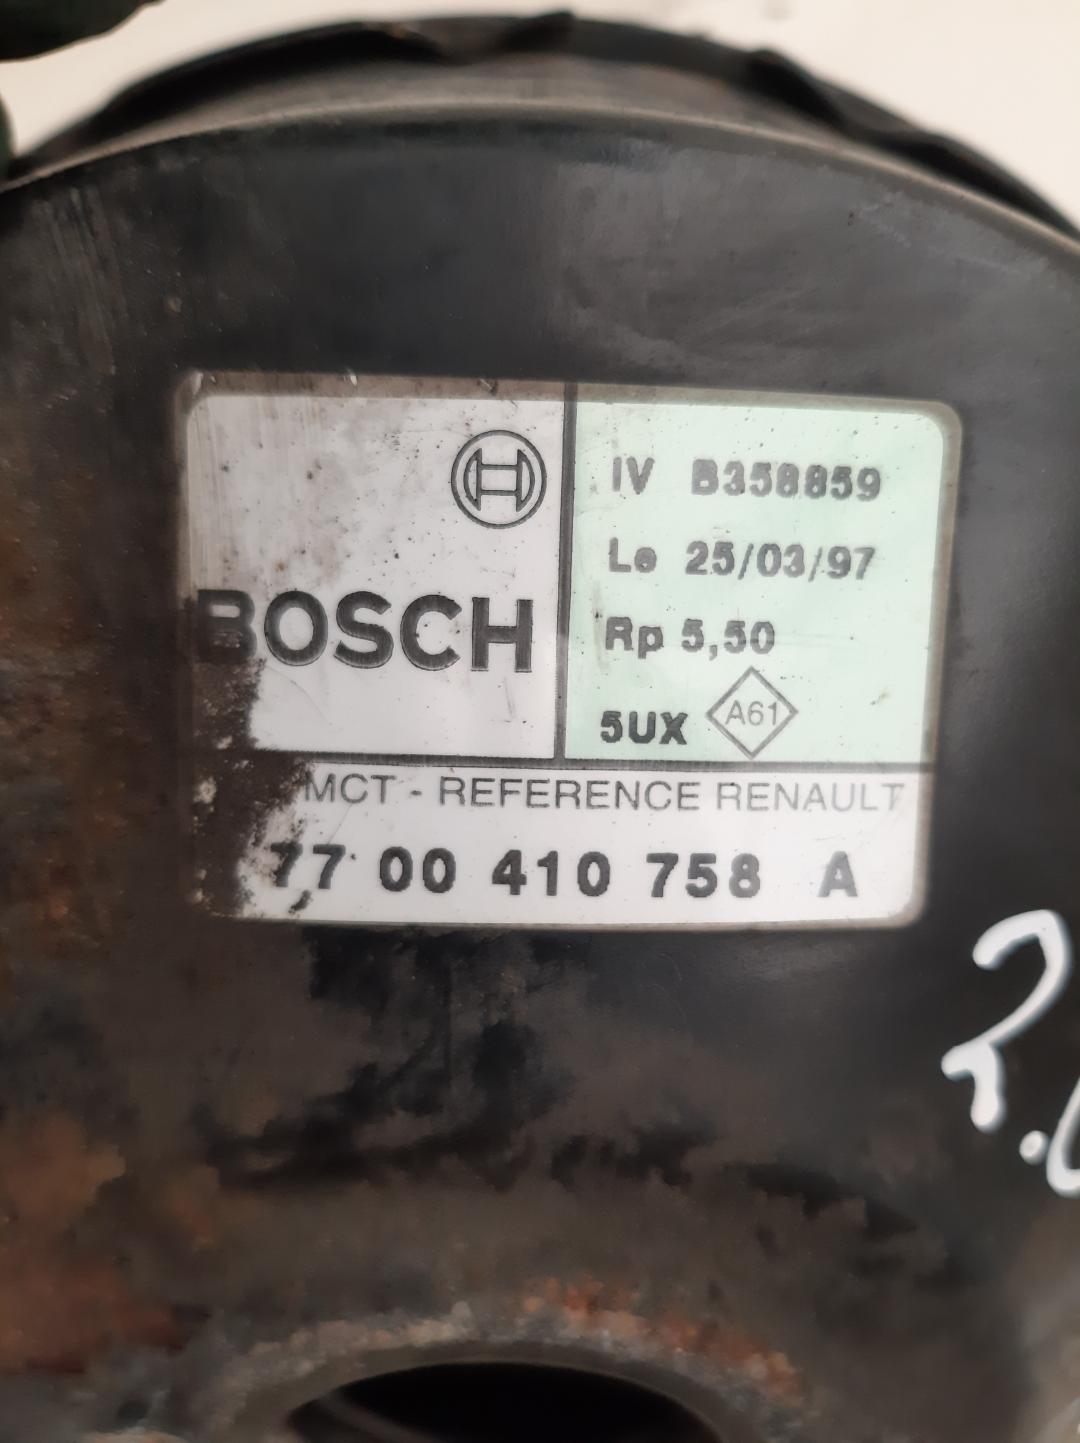 BOSCH
IV B358859
Le 25/03/97
Rp 5,50
5UX A61
MCT - REFERENCE RENAULT
77 00 410 758 A